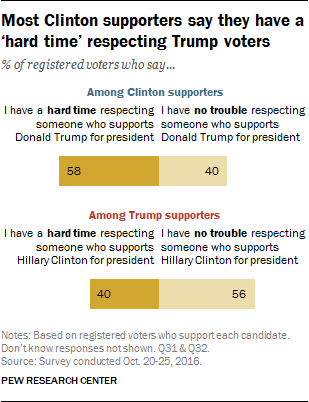 Most Clinton supporters say they have a
'hard time' respecting Trump voters
% of registered voters who say...
Among Clinton supporters
I have a hard time respecting
someone who supports
Donald Trump for president
I have no trouble respecting
someone who supports
Donald Trump for president
58
40
Among Trump supporters
I have a hard time respecting
someone who supports
Hillary Clinton for president
I have no trouble respecting
someone who supports
Hillary Clinton for president
40
56
Notes: Based on registered voters who support each candidate.
Don't know responses not shown. Q31 & Q32.
Source: Survey conducted Oct. 20-25, 2016.
PEW RESEARCH CENTER